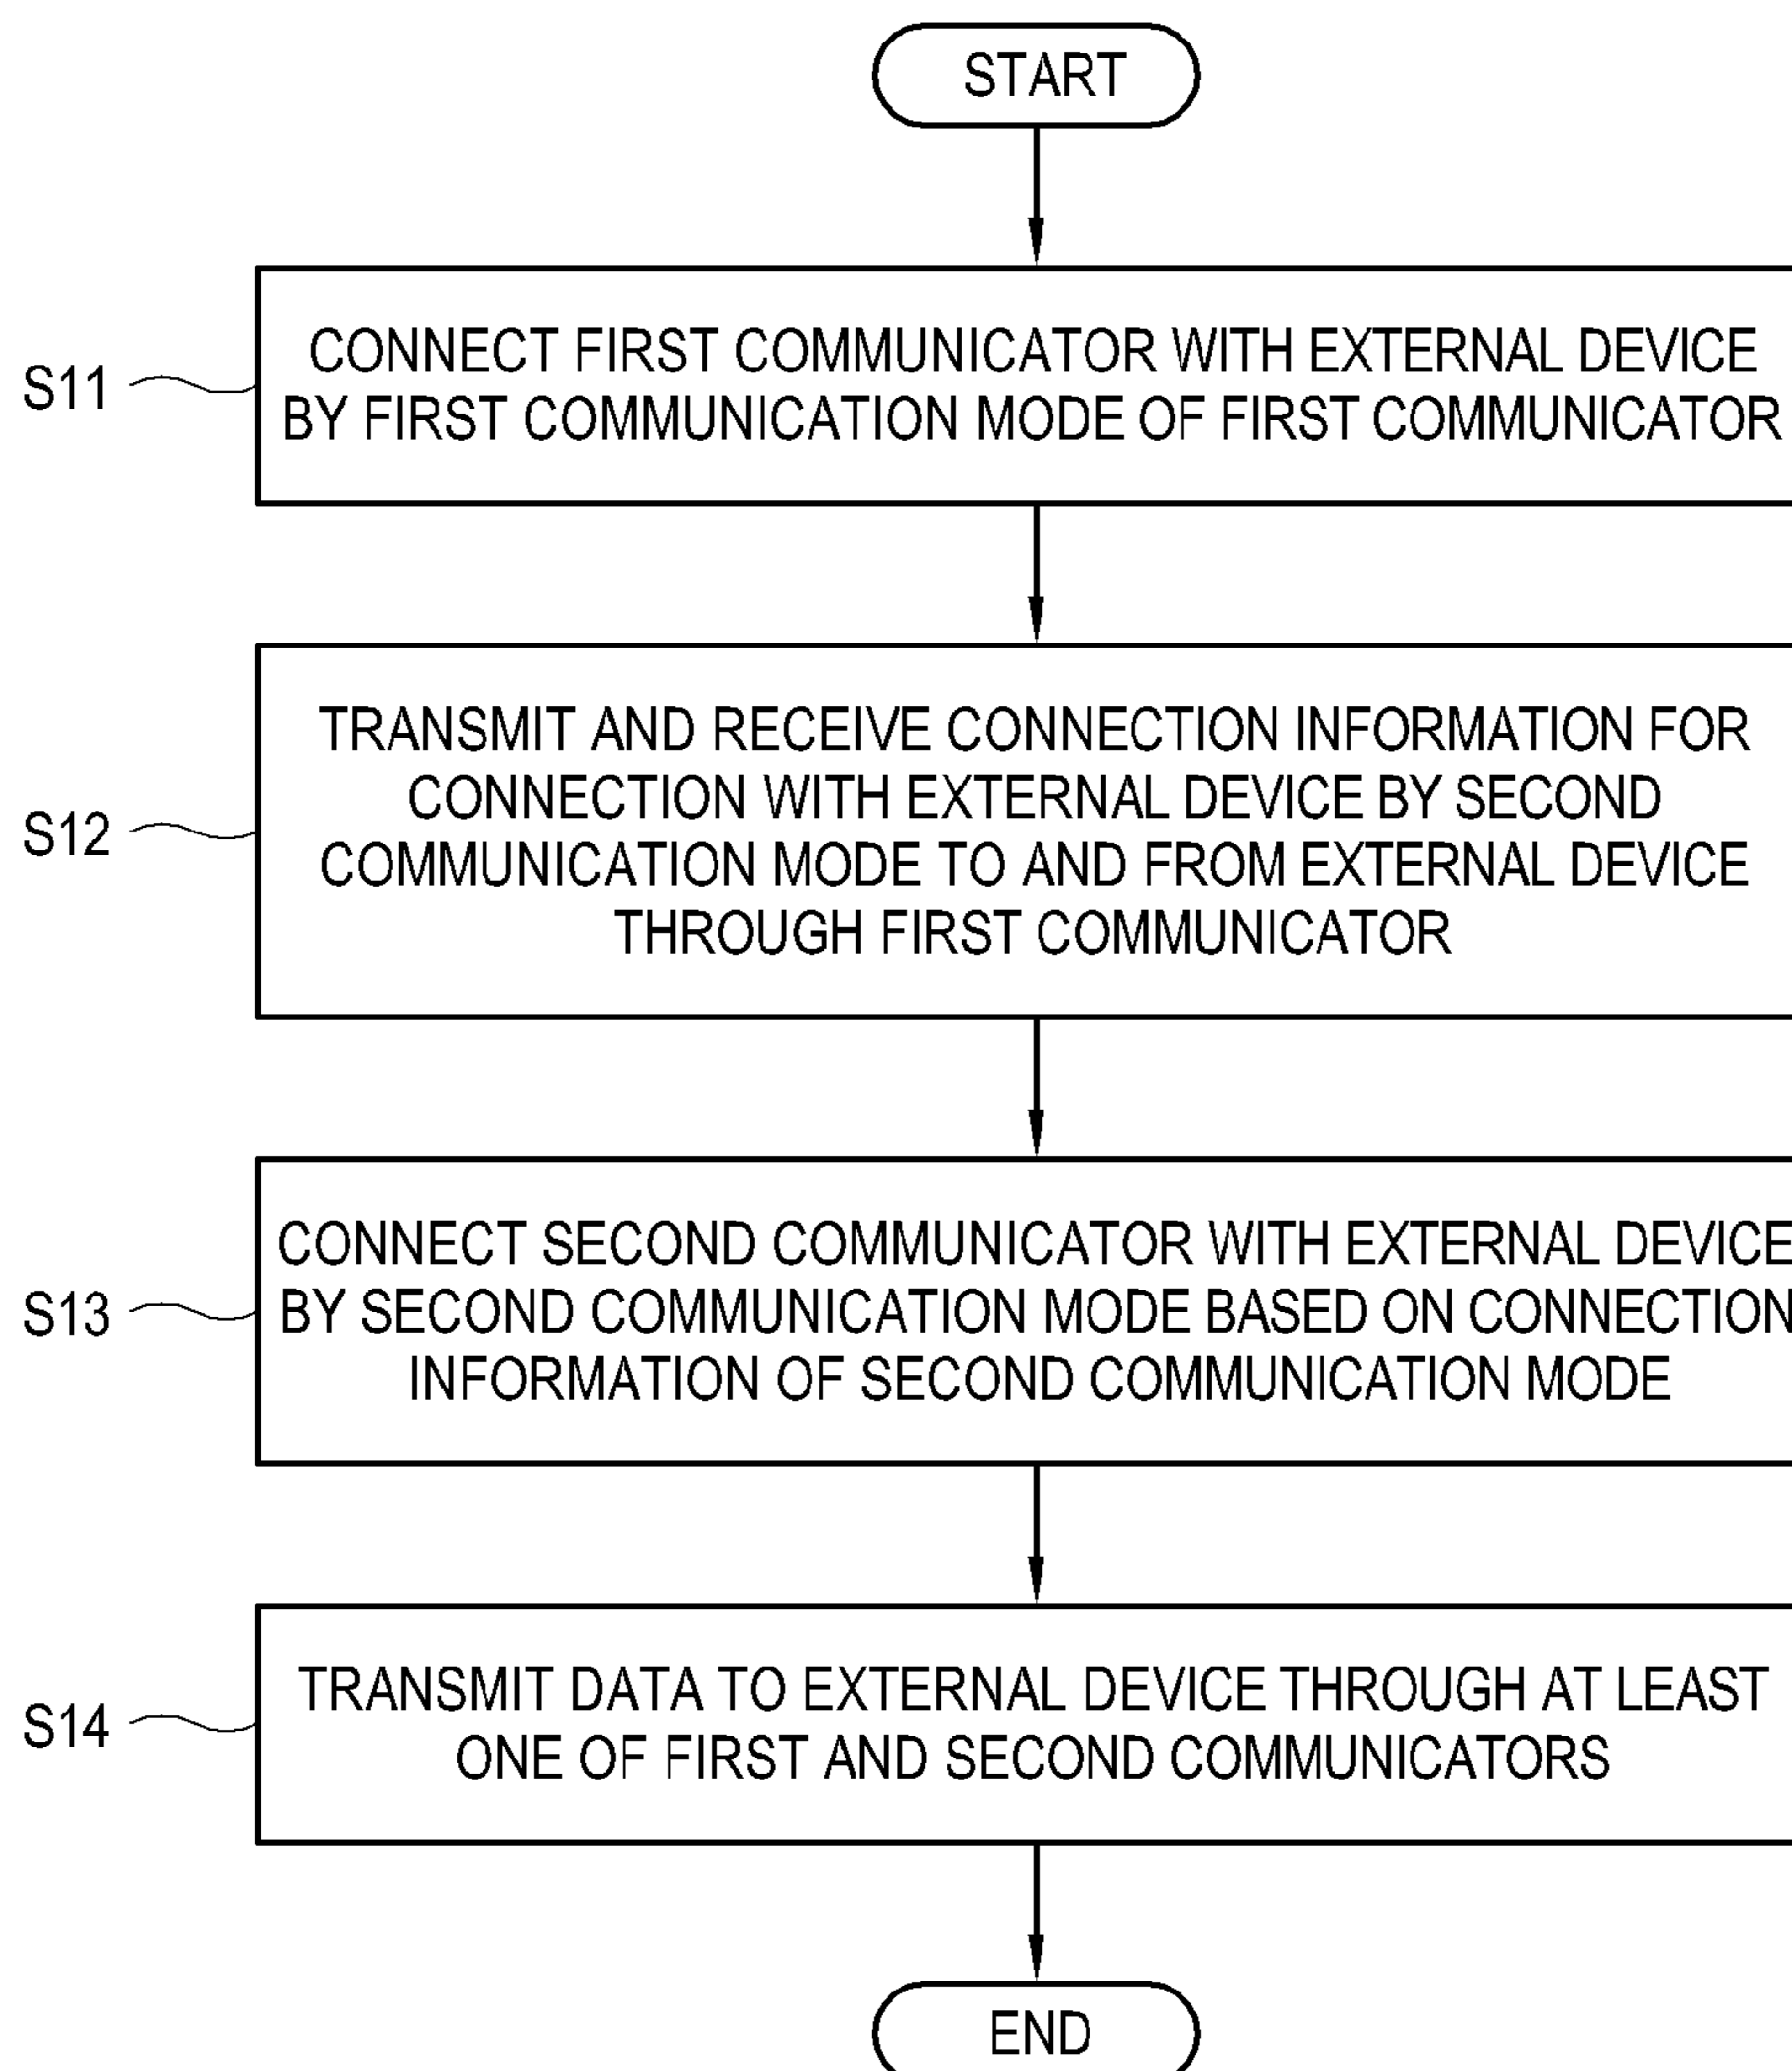 START
S11
CONNECT FIRST COMMUNICATOR WITH EXTERNAL DEVICE
BY FIRST COMMUNICATION MODE OF FIRST COMMUNICATOR
S12
TRANSMIT AND RECEIVE CONNECTION INFORMATION FOR
CONNECTION WITH EXTERNAL DEVICE BY SECOND
COMMUNICATION MODE TO AND FROM EXTERNAL DEVICE
THROUGH FIRST COMMUNICATOR
S13
CONNECT SECOND COMMUNICATOR WITH EXTERNAL DEVICE
BY SECOND COMMUNICATION MODE BASED ON CONNECTION
INFORMATION OF SECOND COMMUNICATION MODE
S14
TRANSMIT DATA TO EXTERNAL DEVICE THROUGH AT LEAST
ONE OF FIRST AND SECOND COMMUNICATORS
END